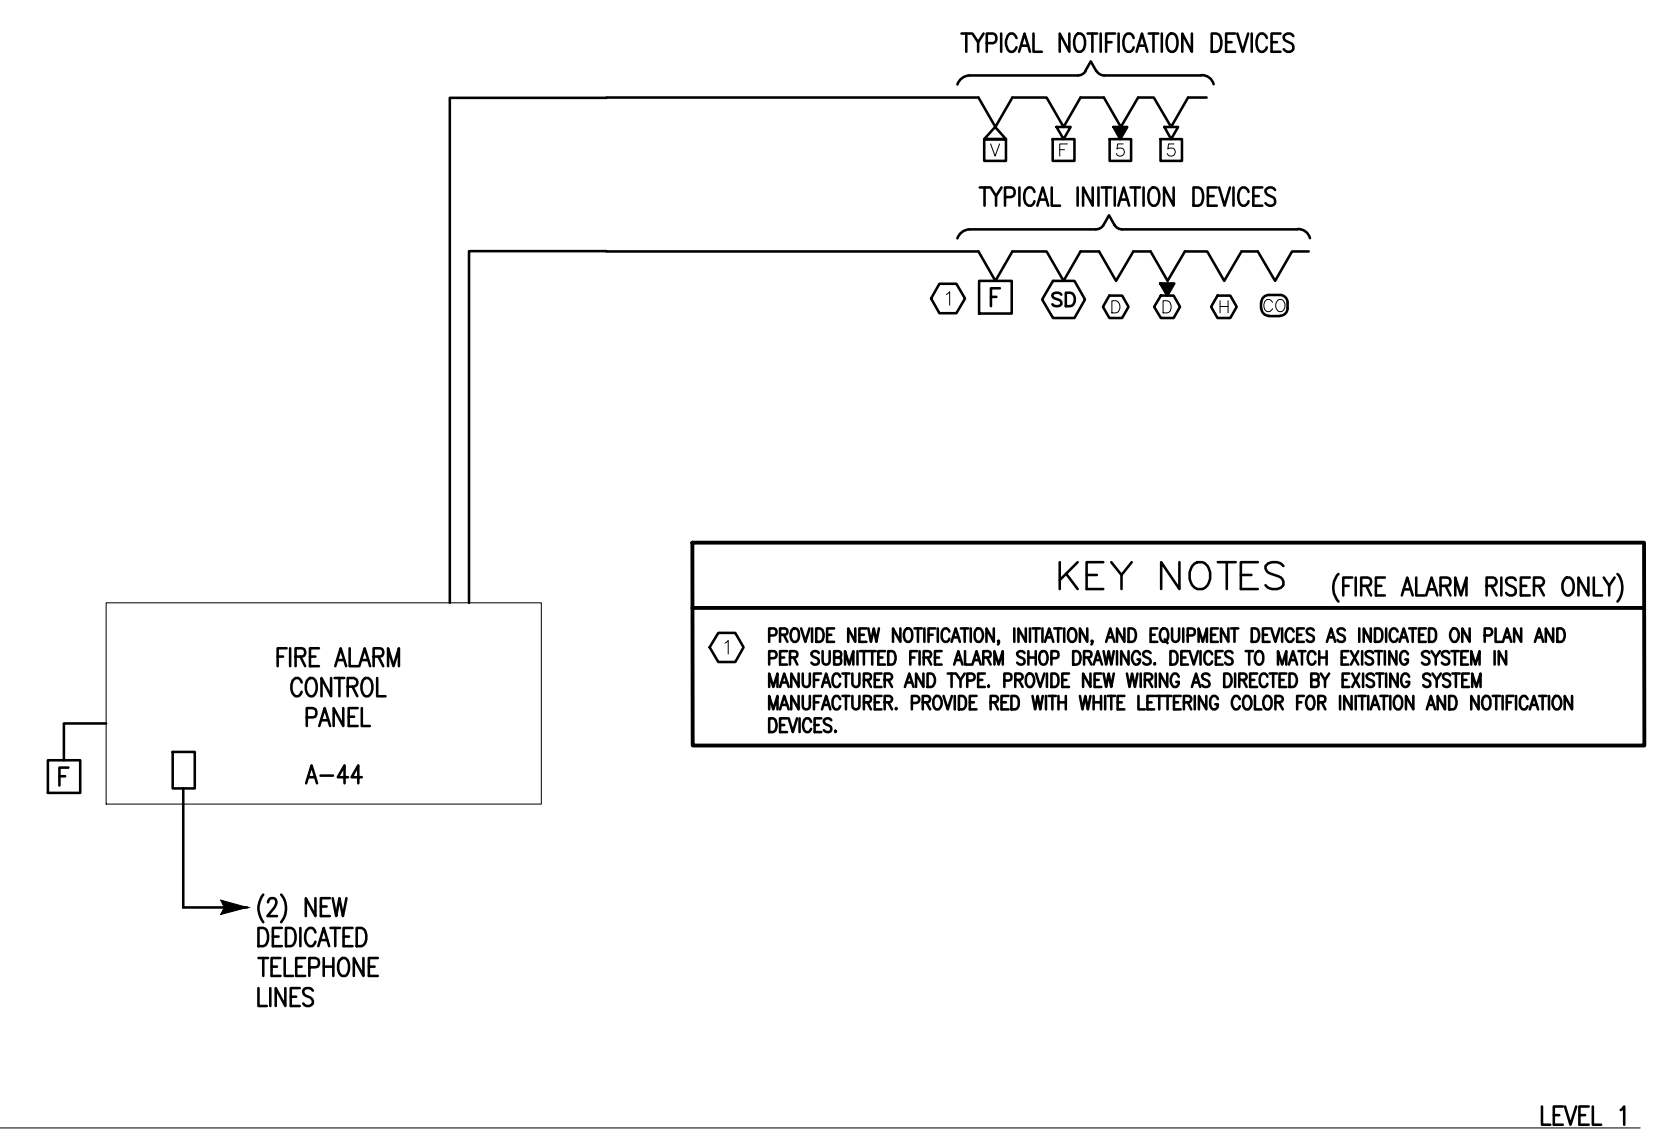 TYPICAL NOTIFICATION DEVICES
V F 5 5
TYPICAL INITIATION DEVICES
1 F SD D D H CO
KEY NOTES (FIRE ALARM RISER ONLY)
1 PROVIDE NEW NOTIFICATION, INITIATION, AND EQUIPMENT DEVICES AS INDICATED ON PLAN AND
PER SUBMITTED FIRE ALARM SHOP DRAWINGS. DEVICES TO MATCH EXISTING SYSTEM IN
MANUFACTURER AND TYPE. PROVIDE NEW WIRING AS DIRECTED BY EXISTING SYSTEM
MANUFACTURER. PROVIDE RED WITH WHITE LETTERING COLOR FOR INITIATION AND NOTIFICATION
DEVICES.
FIRE ALARM
CONTROL
PANEL
A-44
F
(2) NEW
DEDICATED
TELEPHONE
LINES
LEVEL 1